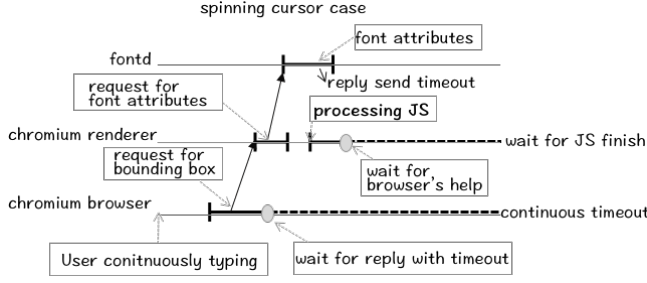 spinning cursor case
font attributes
fontd
reply send timeout
request for
font attributes
processing JS
chromium renderer
wait for JS finish
request for
bounding box
wait for
browser's help
chromium browser
continuous timeout
User conitnuously typing
wait for reply with timeout